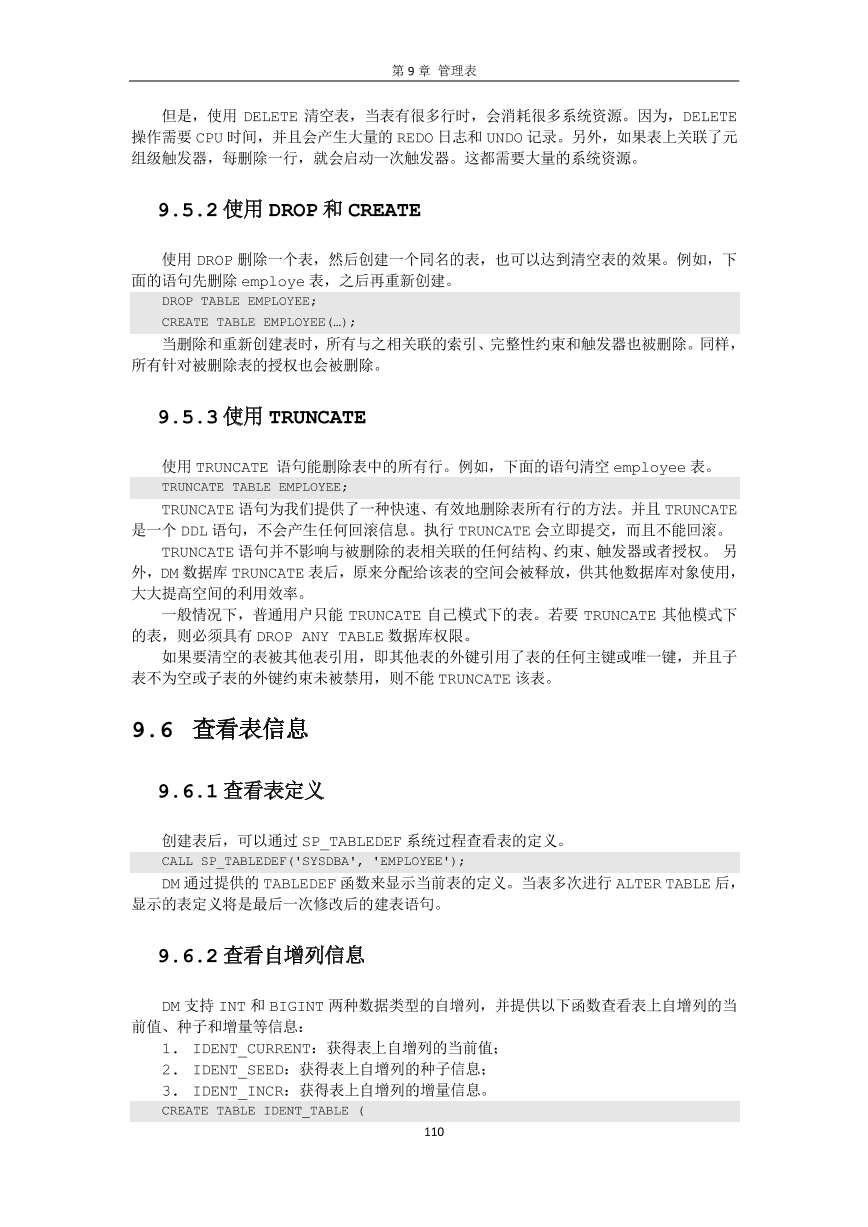 第 9 章 管理表
但是，使用 DELETE 清空表，当表有很多行时，会消耗很多系统资源。因为，DELETE
操作需要 CPU 时间，并且会产生大量的 REDO 日志和 UNDO 记录。另外，如果表上关联了元
组级触发器，每删除一行，就会启动一次触发器。这都需要大量的系统资源。
9.5.2 使用 DROP 和 CREATE
使用 DROP 删除一个表，然后创建一个同名的表，也可以达到清空表的效果。例如，下
面的语句先删除 employe 表，之后再重新创建。
DROP TABLE EMPLOYEE;
CREATE TABLE EMPLOYEE(…);
当删除和重新创建表时，所有与之相关联的索引、完整性约束和触发器也被删除。同样，
所有针对被删除表的授权也会被删除。
9.5.3 使用 TRUNCATE
使用 TRUNCATE 语句能删除表中的所有行。例如，下面的语句清空 employee 表。
TRUNCATE TABLE EMPLOYEE;
TRUNCATE 语句为我们提供了一种快速、有效地删除表所有行的方法。并且 TRUNCATE
是一个 DDL 语句，不会产生任何回滚信息。执行 TRUNCATE 会立即提交，而且不能回滚。
TRUNCATE 语句并不影响与被删除的表相关联的任何结构、约束、触发器或者授权。 另
外，DM 数据库 TRUNCATE 表后，原来分配给该表的空间会被释放，供其他数据库对象使用，
大大提高空间的利用效率。
一般情况下，普通用户只能 TRUNCATE 自己模式下的表。若要 TRUNCATE 其他模式下
的表，则必须具有 DROP ANY TABLE 数据库权限。
如果要清空的表被其他表引用，即其他表的外键引用了表的任何主键或唯一键，并且子
表不为空或子表的外键约束未被禁用，则不能 TRUNCATE 该表。
9.6 查看表信息
9.6.1 查看表定义
创建表后，可以通过 SP_TABLEDEF 系统过程查看表的定义。
CALL SP_TABLEDEF('SYSDBA', 'EMPLOYEE');
DM 通过提供的 TABLEDEF 函数来显示当前表的定义。当表多次进行 ALTER TABLE 后，
显示的表定义将是最后一次修改后的建表语句。
9.6.2 查看自增列信息
DM 支持 INT 和 BIGINT 两种数据类型的自增列，并提供以下函数查看表上自增列的当
前值、种子和增量等信息：
1. IDENT_CURRENT：获得表上自增列的当前值；
2. IDENT_SEED：获得表上自增列的种子信息；
3. IDENT_INCR：获得表上自增列的增量信息。
CREATE TABLE IDENT_TABLE (
110